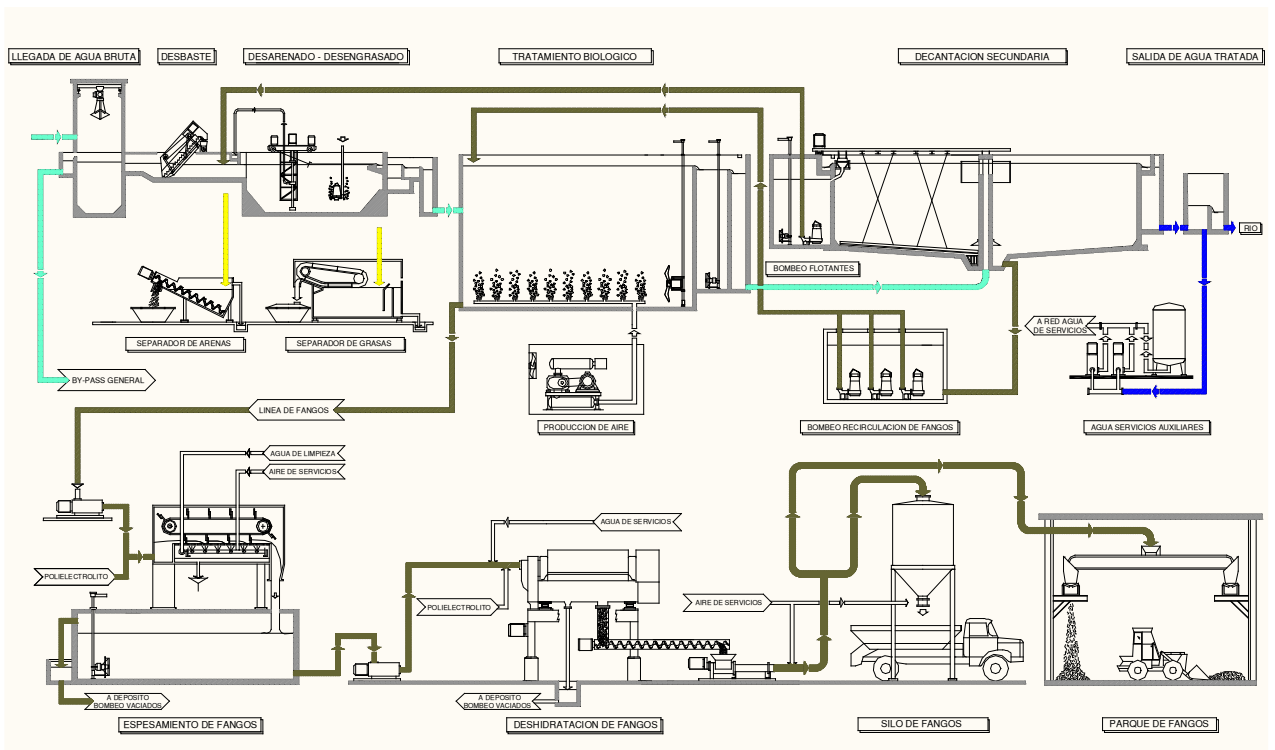 LLEGADA DE AGUA BRUTA
DESBASTE
DESARENADO - DESENGRASADO
TRATAMIENTO BIOLOGICO
DECANTACION SECUNDARIA
SALIDA DE AGUA TRATADA
RIO
BOMBEO FLOTANTES
A RED AGUA
DE SERVICIOS
SEPARADOR DE ARENAS
SEPARADOR DE GRASAS
BY-PASS GENERAL
LINEA DE FANGOS
PRODUCCION DE AIRE
BOMBEO RECIRCULACION DE FANGOS
AGUA SERVICIOS AUXILIARES
AGUA DE LIMPIEZA
AIRE DE SERVICIOS
AGUA DE SERVICIOS
POLIELECTROLITO
POLIELECTROLITO
AIRE DE SERVICIOS
A DEPOSITO
BOMBEO VACIADOS
A DEPOSITO
BOMBEO VACIADOS
ESPESAMIENTO DE FANGOS
DESHIDRATACION DE FANGOS
SILO DE FANGOS
PARQUE DE FANGOS